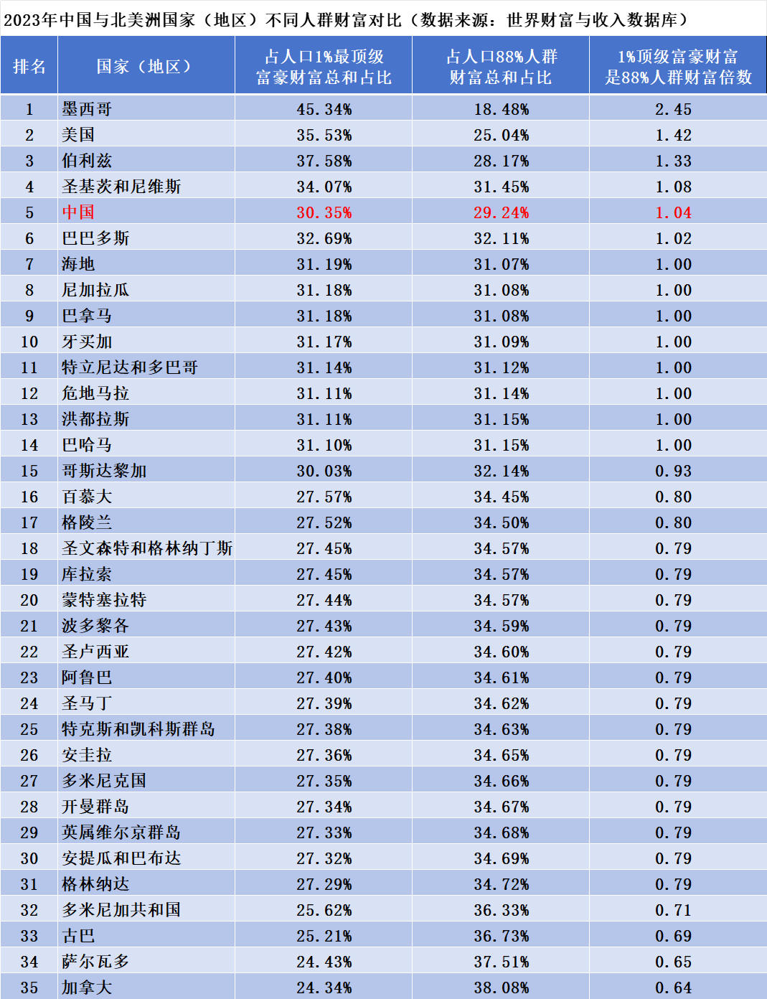 2023年中国与北美洲国家（地区）不同人群财富对比（数据来源：世界财富与收入数据库）
排名 国家（地区） 占人口1%最顶级富豪财富总和占比 占人口88%人群财富总和占比 1%顶级富豪财富是88%人群财富倍数
1 墨西哥 45.34% 18.48% 2.45
2 美国 35.53% 25.04% 1.42
3 伯利兹 37.58% 28.17% 1.33
4 圣基茨和尼维斯 34.07% 31.45% 1.08
5 中国 30.35% 29.24% 1.04
6 巴巴多斯 32.69% 32.11% 1.02
7 海地 31.19% 31.07% 1.00
8 尼加拉瓜 31.18% 31.08% 1.00
9 巴拿马 31.18% 31.08% 1.00
10 牙买加 31.17% 31.09% 1.00
11 特立尼达和多巴哥 31.14% 31.12% 1.00
12 危地马拉 31.11% 31.14% 1.00
13 洪都拉斯 31.11% 31.15% 1.00
14 巴哈马 31.10% 31.15% 1.00
15 哥斯达黎加 30.03% 32.14% 0.93
16 百慕大 27.57% 34.45% 0.80
17 格陵兰 27.52% 34.50% 0.80
18 圣文森特和格林纳丁斯 27.45% 34.57% 0.79
19 库拉索 27.45% 34.57% 0.79
20 蒙特塞拉特 27.44% 34.57% 0.79
21 波多黎各 27.43% 34.59% 0.79
22 圣卢西亚 27.42% 34.60% 0.79
23 阿鲁巴 27.40% 34.61% 0.79
24 圣马丁 27.39% 34.62% 0.79
25 特克斯和凯科斯群岛 27.38% 34.63% 0.79
26 安圭拉 27.36% 34.65% 0.79
27 多米尼克国 27.35% 34.66% 0.79
28 开曼群岛 27.34% 34.67% 0.79
29 英属维尔京群岛 27.33% 34.68% 0.79
30 安提瓜和巴布达 27.32% 34.69% 0.79
31 格林纳达 27.29% 34.72% 0.79
32 多米尼加共和国 25.62% 36.33% 0.71
33 古巴 25.21% 36.73% 0.69
34 萨尔瓦多 24.43% 37.51% 0.65
35 加拿大 24.34% 38.08% 0.64